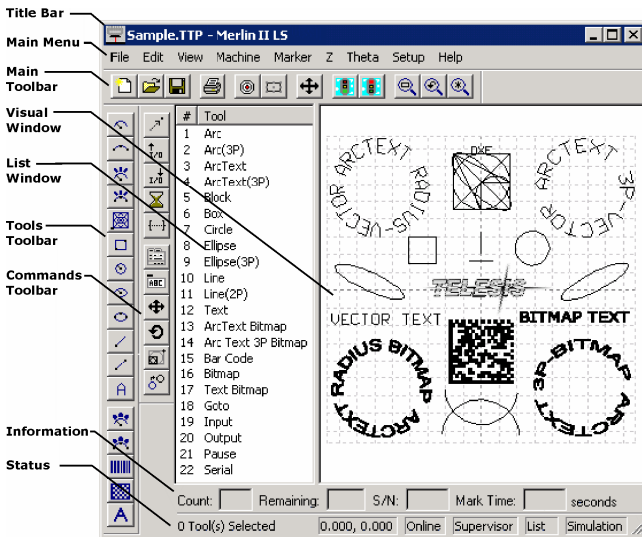 Title Bar
Sample.TTP - Merlin II LS
Main Menu
File Edit View Machine Marker Z Theta Setup Help
Main
Toolbar
Visual
Window
List
Window
Tools
Toolbar
Commands
Toolbar
Information
Status
I/O
I/O
ABC
A
A
# Tool
1 Arc
2 Arc(3P)
3 ArcText
4 ArcText(3P)
5 Block
6 Box
7 Circle
8 Ellipse
9 Ellipse(3P)
10 Line
11 Line(2P)
12 Text
13 ArcText Bitmap
14 Arc Text 3P Bitmap
15 Bar Code
16 Bitmap
17 Text Bitmap
18 Goto
19 Input
20 Output
21 Pause
22 Serial
ARCTEXT RADIUS-VECTOR
DXF
ARCTEXT 3P-VECTOR
TELESIS
VECTOR TEXT
BITMAP TEXT
ARCTEXT RADIUS BITMAP
ARCTEXT 3P-BITMAP
Count: Remaining: S/N: Mark Time: seconds
0 Tool(s) Selected 0.000, 0.000 Online Supervisor List Simulation